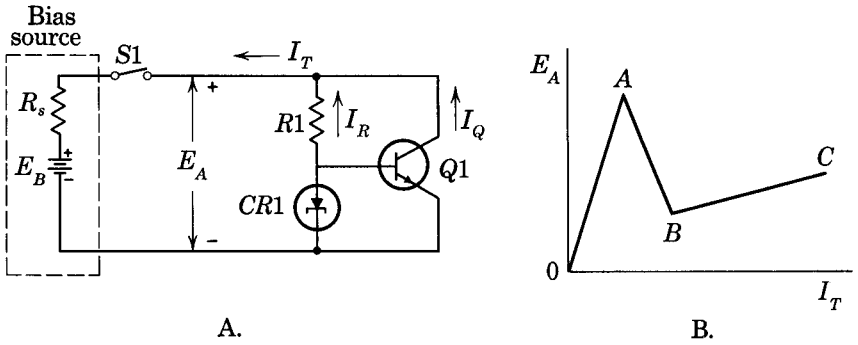 Bias
source
S1
I_T
+
R_s
R1
I_R
I_Q
E_A
E_B
+
-
Q1
CR1
-
A.
E_A
A
C
B
0
I_T
B.